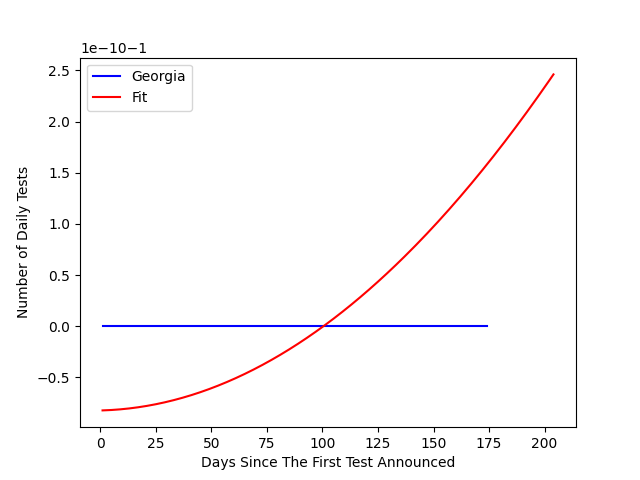 1e−10−1
2.5
2.0
1.5
1.0
0.5
0.0
−0.5
Number of Daily Tests
Georgia
Fit
0 25 50 75 100 125 150 175 200
Days Since The First Test Announced